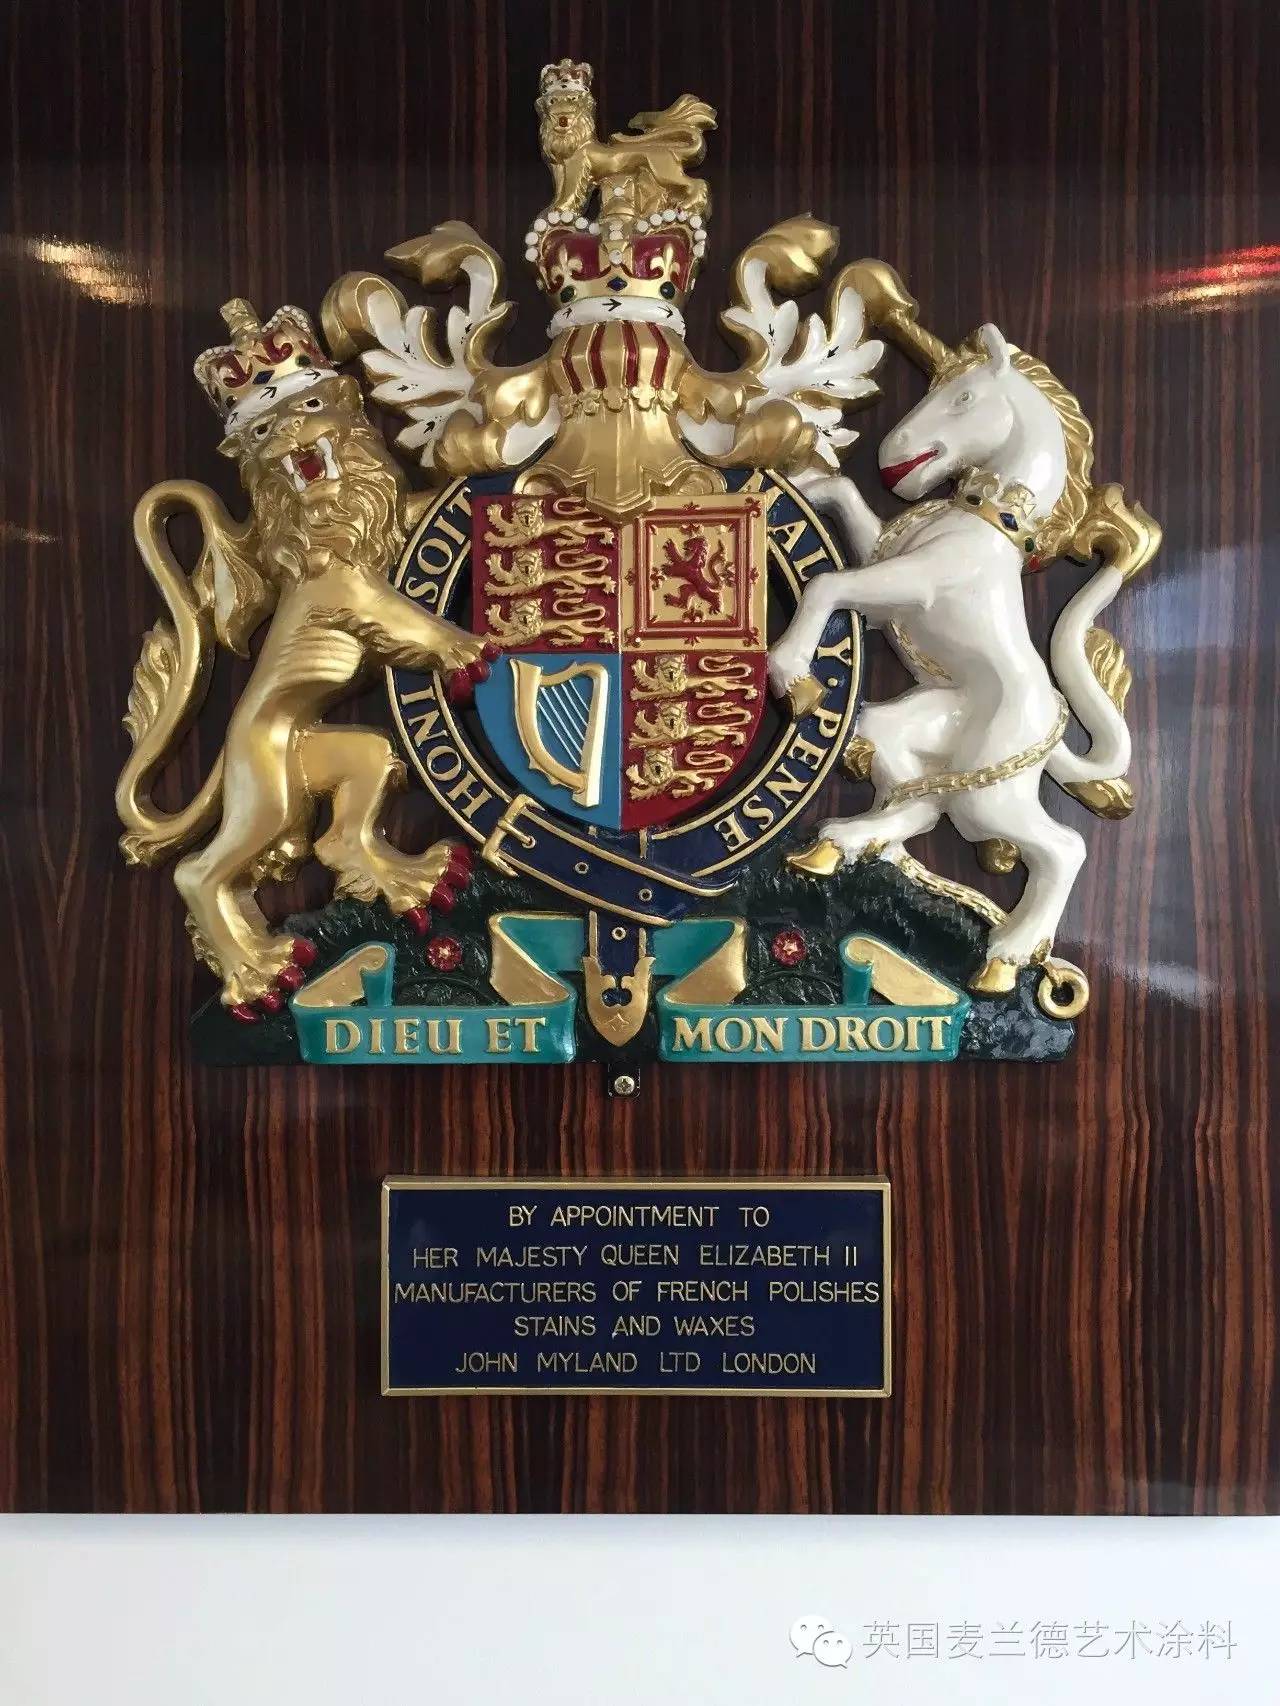 HONI SOIT MAL Y PENSE
DIEU ET MON DROIT
BY APPOINTMENT TO
HER MAJESTY QUEEN ELIZABETH II
MANUFACTURERS OF FRENCH POLISHES
STAINS AND WAXES
JOHN MYLAND LTD LONDON
英国麦兰德艺术涂料